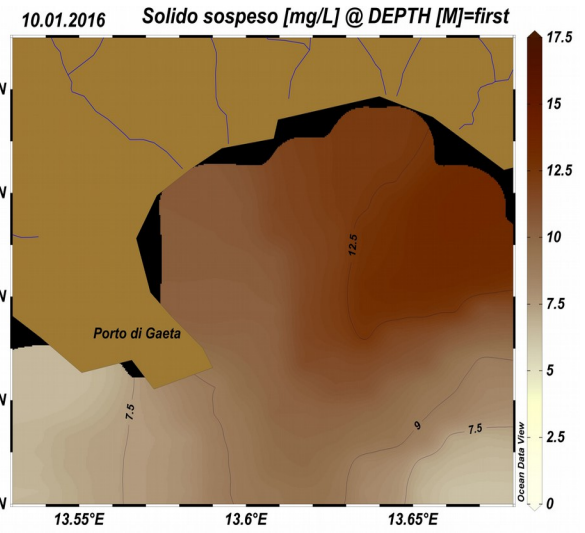 10.01.2016
Solido sospeso [mg/L] @ DEPTH [M]=first
17.5
15
12.5
10
7.5
5
2.5
0
N
N
N
N
N
12.5
Porto di Gaeta
7.5
9
7.5
Ocean Data View
13.55°E
13.6°E
13.65°E